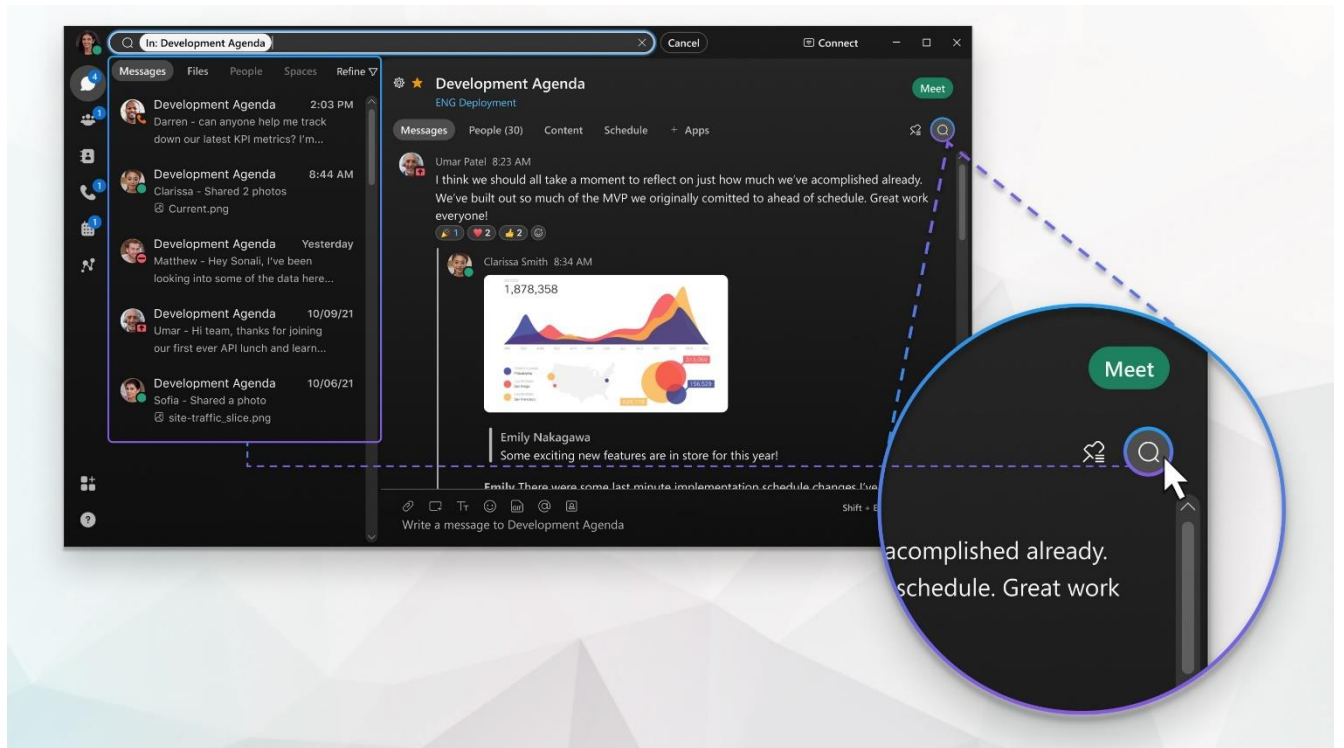 In: Development Agenda
Cancel
Connect
4
1
1
1
Messages Files People Spaces Refine
Development Agenda 2:03 PM
Darren - can anyone help me track
down our latest KPI metrics? I'm...
Development Agenda 8:44 AM
Clarissa - Shared 2 photos
Current.png
Development Agenda Yesterday
Matthew - Hey Sonali, I've been
looking into some of the data here...
Development Agenda 10/09/21
Umar - Hi team, thanks for joining
our first ever API lunch and learn...
Development Agenda 10/06/21
Sofia - Shared a photo
site-traffic_slice.png
Development Agenda
ENG Deployment
Meet
Messages People (30) Content Schedule + Apps
Umar Patel 8:23 AM
I think we should all take a moment to reflect on just how much we've acomplished already.
We've built out so much of the MVP we originally comitted to ahead of schedule. Great work
everyone!
1 2 2
Clarissa Smith 8:34 AM
1,878,358
156,529
Emily Nakagawa
Some exciting new features are in store for this year!
Emily There were some last minute implementation schedule changes I've
GIF
Shift +
Write a message to Development Agenda
Meet
acomplished already.
schedule. Great work